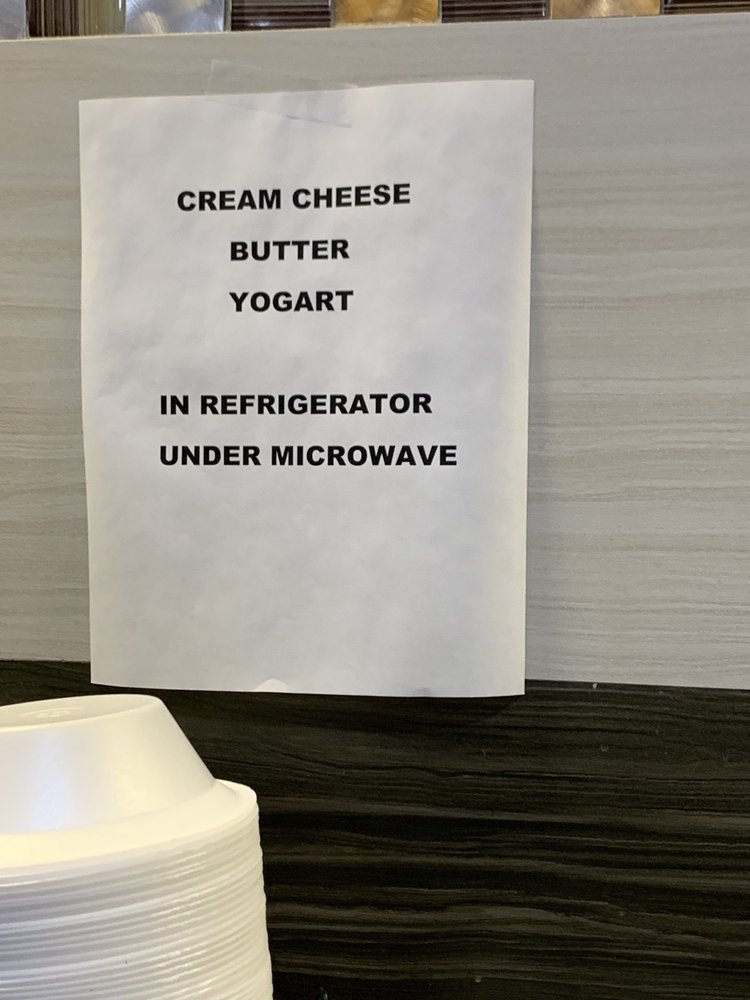 CREAM CHEESE
BUTTER
YOGART
IN REFRIGERATOR
UNDER MICROWAVE